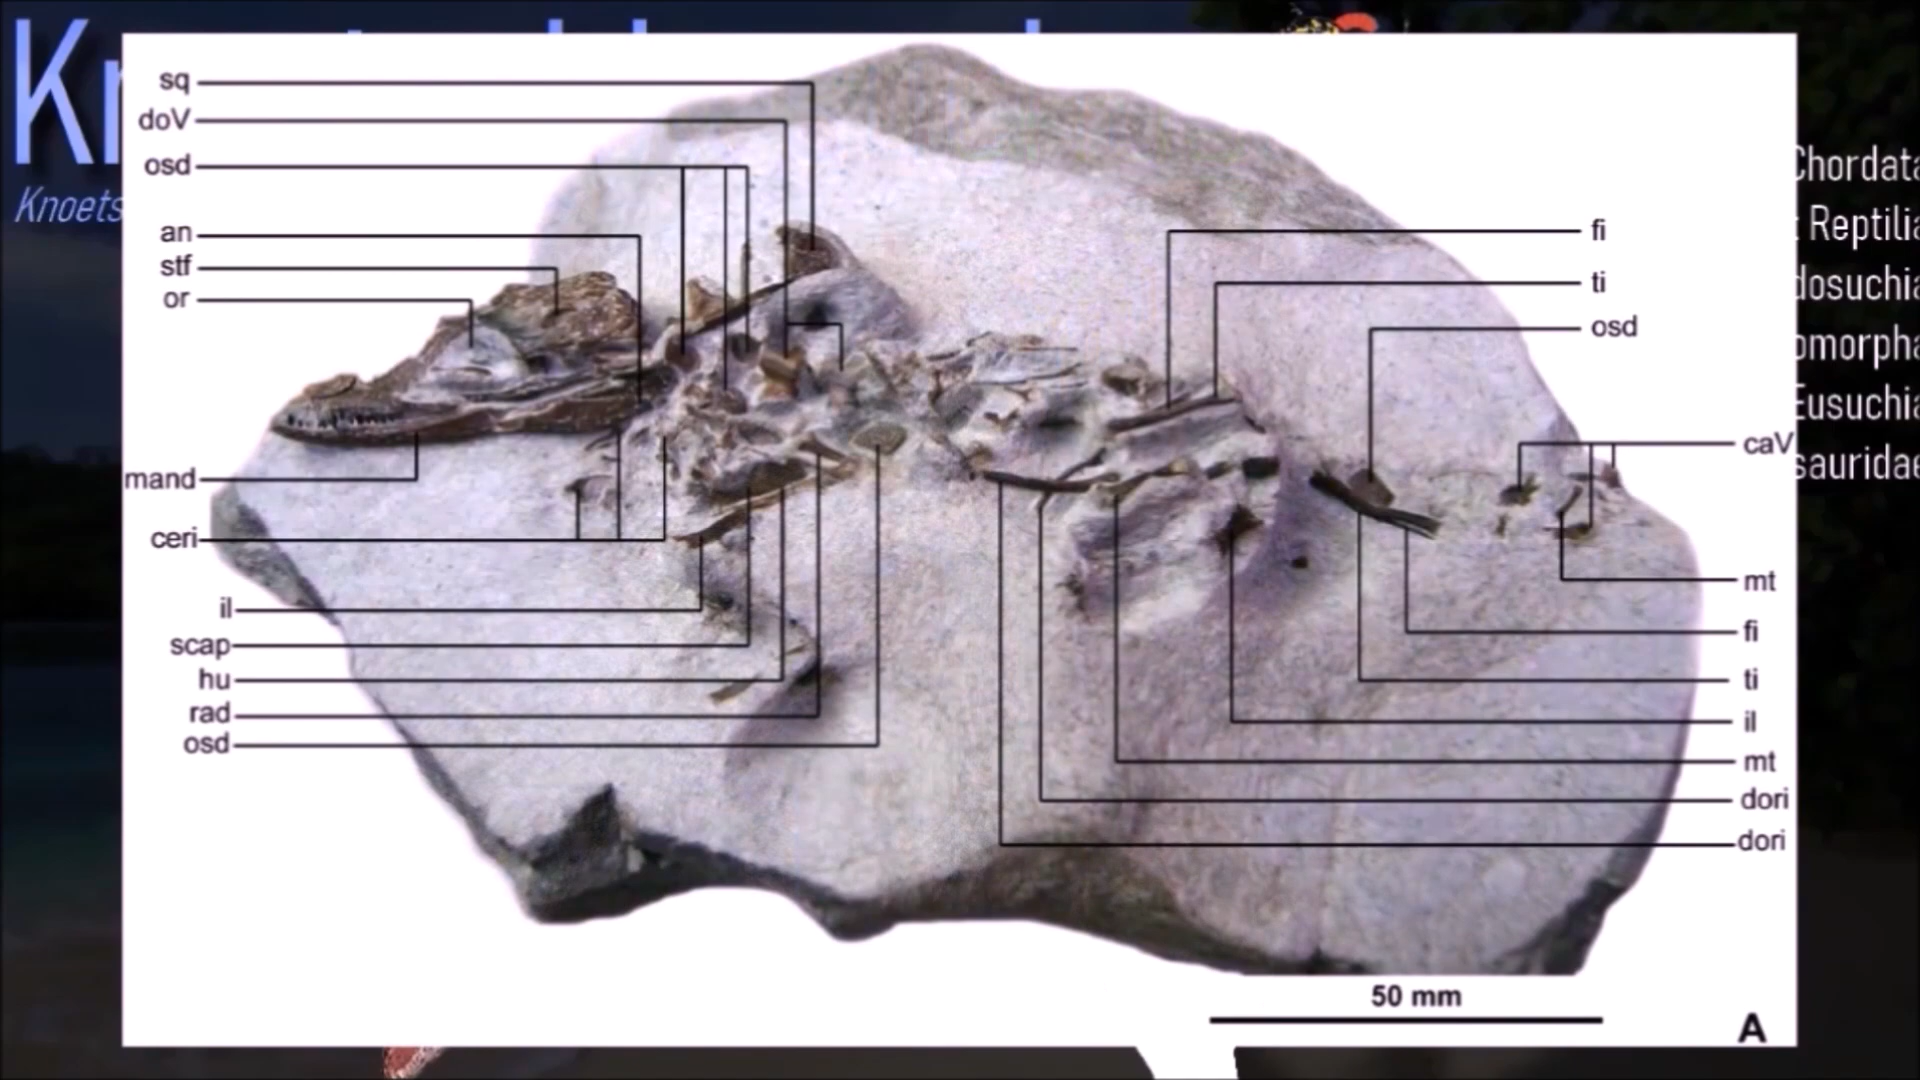 sq
doV
osd
an
stf
or
mand
ceri
il
scap
hu
rad
osd
fi
ti
osd
caV
mt
fi
ti
il
mt
dori
dori
50 mm
A
Knoets
Chordata
Reptilia
dosuchia
omorpha
Eusuchia
sauridae